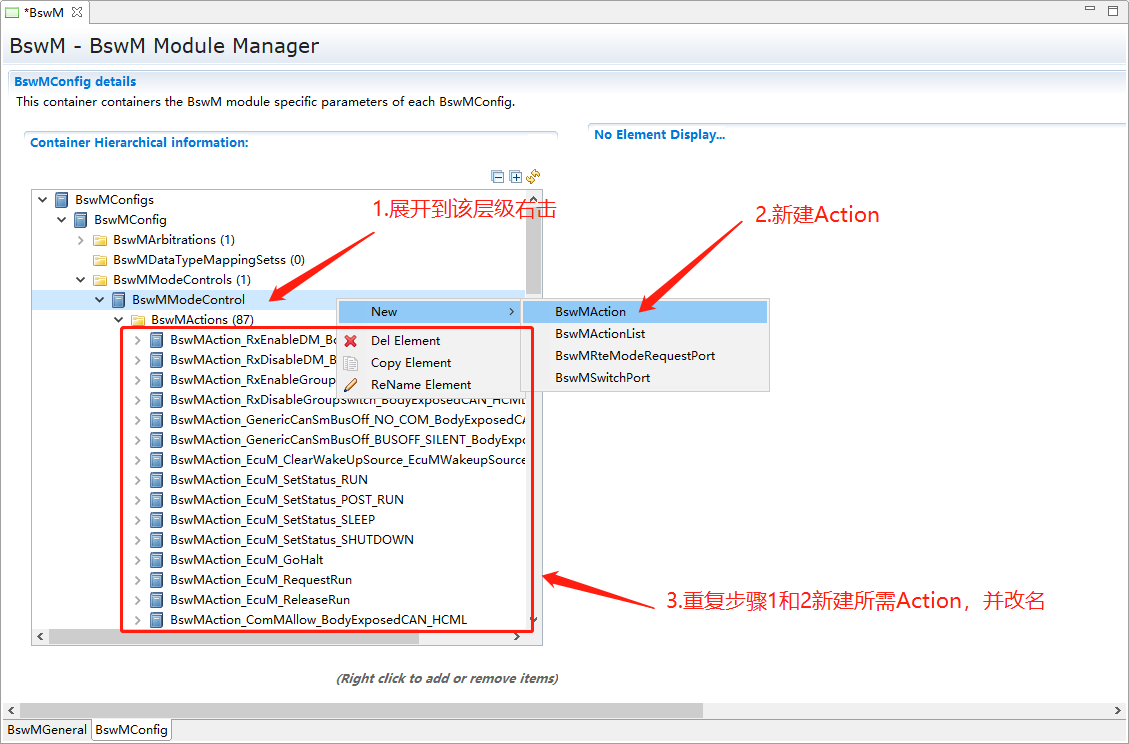 *BswM
BswM - BswM Module Manager
BswMConfig details
This container containers the BswM module specific parameters of each BswMConfig.
Container Hierarchical information:
No Element Display...
BswMConfigs
BswMConfig
BswMArbitrations (1)
BswMDataTypeMappingSetss (0)
BswMModeControls (1)
BswMModeControl
BswMActions (87)
BswMAction_RxEnableDM_Bo
BswMAction_RxDisableDM_B
BswMAction_RxEnableGroup
BswMAction_RxDisableGroupSwitch_BodyExposedCAN_HCML
BswMAction_GenericCanSmBusOff_NO_COM_BodyExposedCA
BswMAction_GenericCanSmBusOff_BUSOFF_SILENT_BodyExpo
BswMAction_EcuM_ClearWakeUpSource_EcuMWakeupSource
BswMAction_EcuM_SetStatus_RUN
BswMAction_EcuM_SetStatus_POST_RUN
BswMAction_EcuM_SetStatus_SLEEP
BswMAction_EcuM_SetStatus_SHUTDOWN
BswMAction_EcuM_GoHalt
BswMAction_EcuM_RequestRun
BswMAction_EcuM_ReleaseRun
BswMAction_ComMAllow_BodyExposedCAN_HCML
New
Del Element
Copy Element
ReName Element
BswMAction
BswMActionList
BswMRteModeRequestPort
BswMSwitchPort
1.展开到该层级右击
2.新建Action
3.重复步骤1和2新建所需Action，并改名
(Right click to add or remove items)
BswMGeneral
BswMConfig